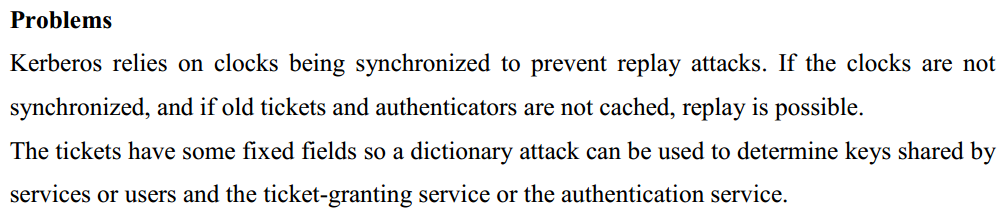 Problems
Kerberos relies on clocks being synchronized to prevent replay attacks. If the clocks are not
synchronized, and if old tickets and authenticators are not cached, replay is possible.
The tickets have some fixed fields so a dictionary attack can be used to determine keys shared by
services or users and the ticket-granting service or the authentication service.